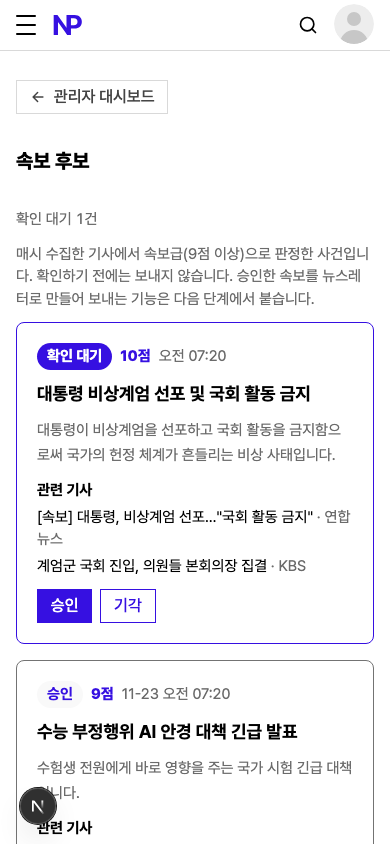 NP
← 관리자 대시보드
속보 후보
확인 대기 1건
매시 수집한 기사에서 속보급(9점 이상)으로 판정한 사건입니
다. 확인하기 전에는 보내지 않습니다. 승인한 속보를 뉴스레
터로 만들어 보내는 기능은 다음 단계에서 붙습니다.
확인 대기 10점 오전 07:20
대통령 비상계엄 선포 및 국회 활동 금지
대통령이 비상계엄을 선포하고 국회 활동을 금지함으
로써 국가의 헌정 체계가 흔들리는 비상 사태입니다.
관련 기사
[속보] 대통령, 비상계엄 선포..."국회 활동 금지" · 연합
뉴스
계엄군 국회 진입, 의원들 본회의장 집결 · KBS
승인 기각
승인 9점 11-23 오전 07:20
수능 부정행위 AI 안경 대책 긴급 발표
수험생 전원에게 바로 영향을 주는 국가 시험 긴급 대책
니다.
N
관련 기사